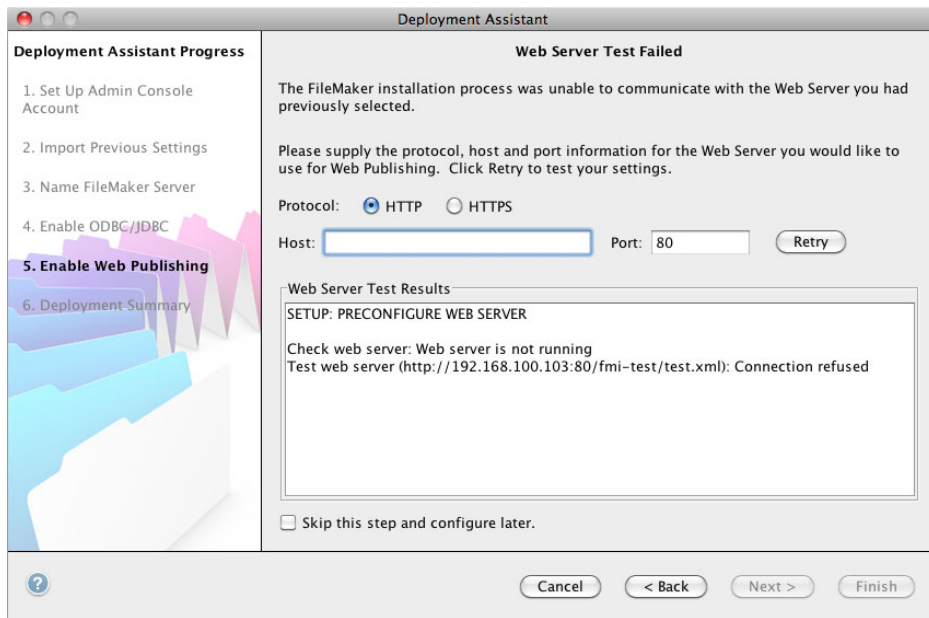 Deployment Assistant
Deployment Assistant Progress
1. Set Up Admin Console
Account
2. Import Previous Settings
3. Name FileMaker Server
4. Enable ODBC/JDBC
5. Enable Web Publishing
6. Deployment Summary
Web Server Test Failed
The FileMaker installation process was unable to communicate with the Web Server you had
previously selected.
Please supply the protocol, host and port information for the Web Server you would like to
use for Web Publishing. Click Retry to test your settings.
Protocol: HTTP HTTPS
Host: Port: 80 Retry
Web Server Test Results
SETUP: PRECONFIGURE WEB SERVER
Check web server: Web server is not running
Test web server (http://192.168.100.103:80/fmi-test/test.xml): Connection refused
Skip this step and configure later.
? Cancel < Back Next > Finish